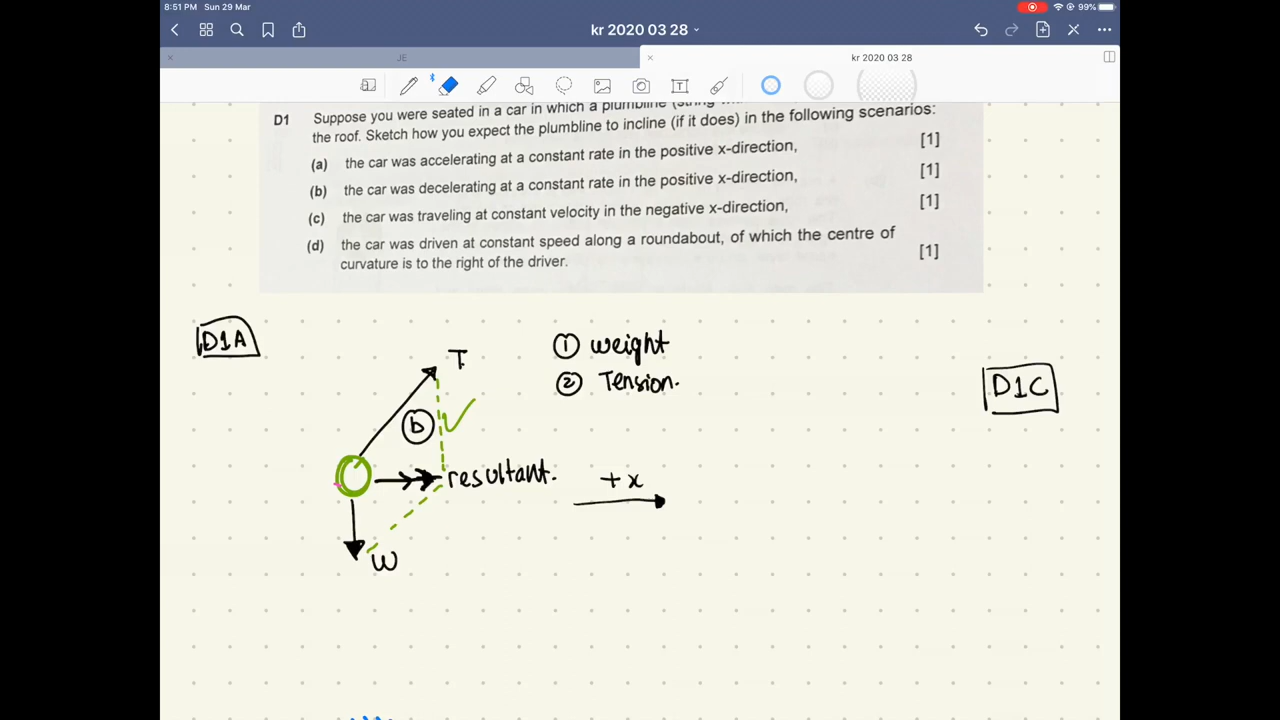 8:51 PM Sun 29 Mar
99%
kr 2020 03 28
JE
kr 2020 03 28
D1 Suppose you were seated in a car in which a plumbline (string
the roof. Sketch how you expect the plumbline to incline (if it does) in the following scenarios:
(a) the car was accelerating at a constant rate in the positive x-direction, [1]
(b) the car was decelerating at a constant rate in the positive x-direction, [1]
(c) the car was traveling at constant velocity in the negative x-direction, [1]
(d) the car was driven at constant speed along a roundabout, of which the centre of
curvature is to the right of the driver. [1]
D1A
T
① weight
② Tension.
D1C
b
resultant.
+x
W